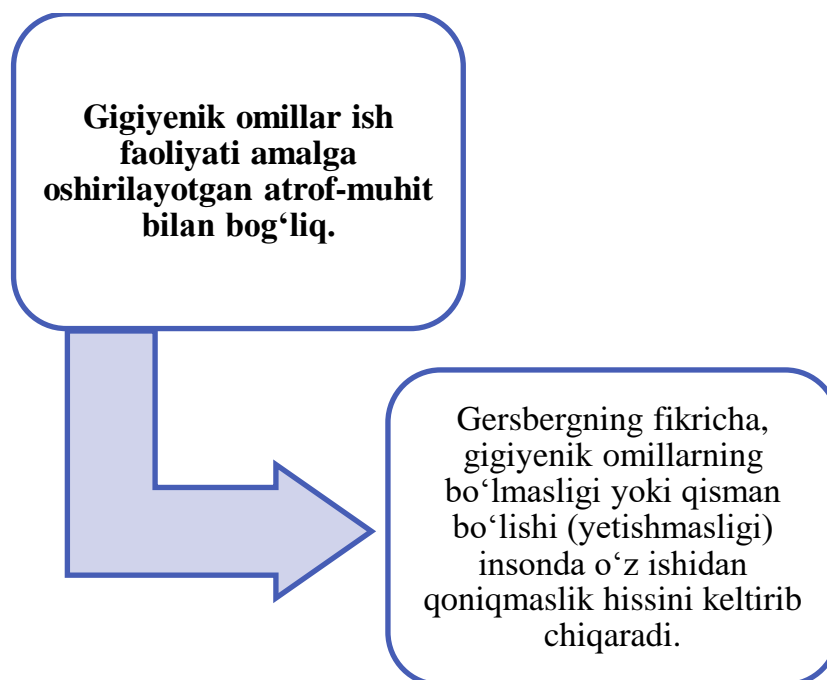 Gigiyenik omillar ish
faoliyati amalga
oshirilayotgan atrof-muhit
bilan bog‘liq.
Gersbergning fikricha,
gigiyenik omillarning
bo‘lmasligi yoki qisman
bo‘lishi (yetishmasligi)
insonda o‘z ishidan
qoniqmaslik hissini keltirib
chiqaradi.